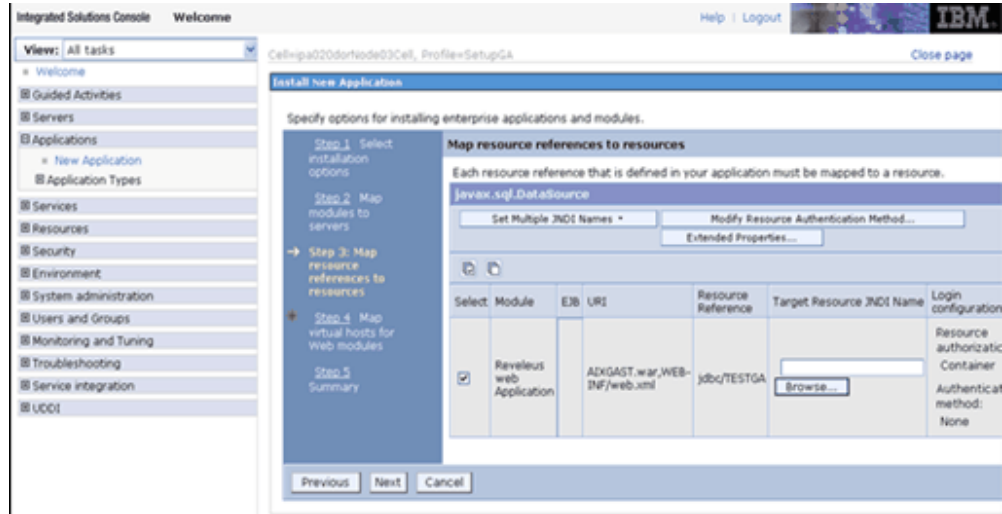 Integrated Solutions Console Welcome Help | Logout IBM.
View: All tasks
Cell=ipa020dorNode03Cell, Profile=SetupGA
Close page
Welcome
Guided Activities
Servers
Applications
New Application
Application Types
Services
Resources
Security
Environment
System administration
Users and Groups
Monitoring and Tuning
Troubleshooting
Service integration
UDDI
Install New Application
Specify options for installing enterprise applications and modules.
Step 1 Select
installation
options
Step 2 Map
modules to
servers
Step 3: Map
resource
references to
resources
Step 4 Map
virtual hosts for
Web modules
Step 5
Summary
Map resource references to resources
Each resource reference that is defined in your application must be mapped to a resource.
javax.sql.DataSource
Set Multiple JNDI Names
Modify Resource Authentication Method...
Extended Properties...
Select Module EJB URI Resource Reference Target Resource JNDI Name Login configuration
Reveleus
web
Application
AIXGAST.war,WEB-
INF/web.xml
jdbc/TESTGA
Browse...
Resource
authorizatic
Container
Authenticat
method:
None
Previous Next Cancel